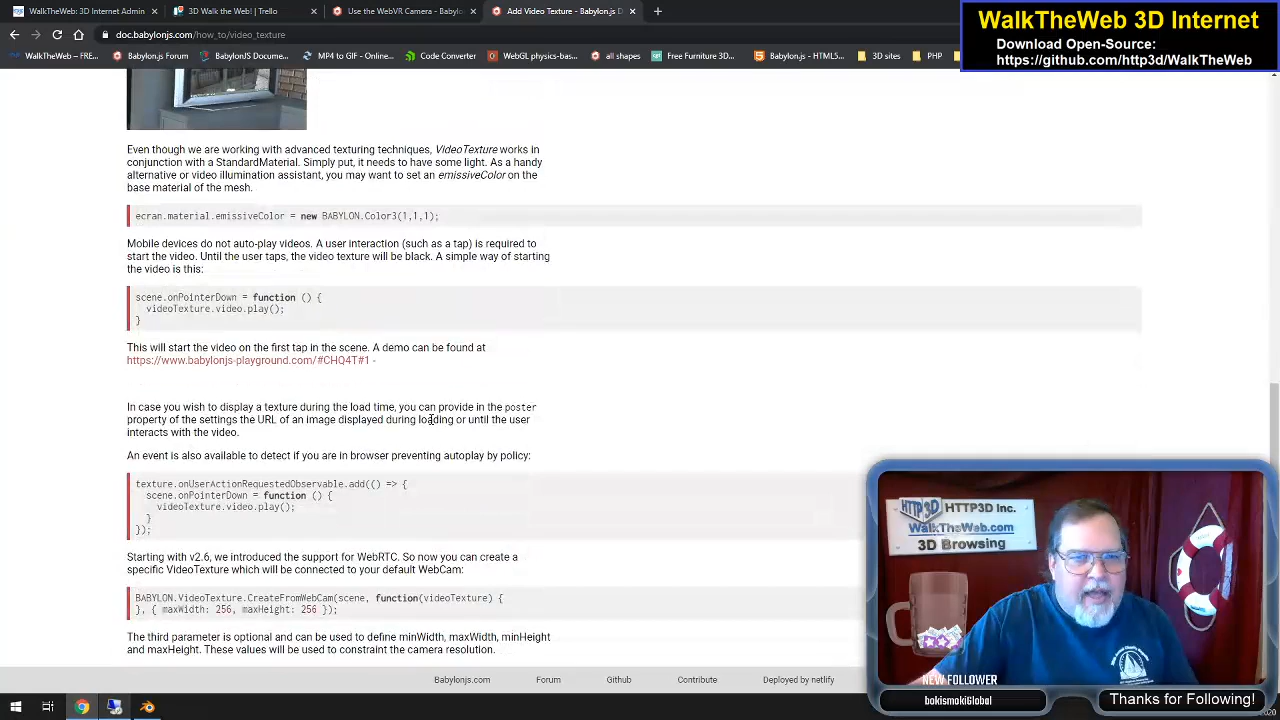 WalkTheWeb: 3D Internet Admin
3D Walk the Web! | Trello
Use the WebVR Camera - Babylon
Add Video Texture - Babylon.js D
doc.babylonjs.com/how_to/video_texture
WalkTheWeb - FRE...
Babylon.js Forum
BabylonJS Docume...
MP4 to GIF - Conver...
WebGL physics-bas...
all shapes
Free Furniture 3D...
Babylon.js - HTML5...
3D sites
PHP
WalkTheWeb 3D Internet
Download Open-Source:
https://github.com/http3d/WalkTheWeb
Even though we are working with advanced texturing techniques, VideoTexture works in
conjunction with a StandardMaterial. Simply put, it needs to have some light. As a handy
alternative or video illumination assistant, you may want to set an emissiveColor on the
base material of the mesh.
ecran.material.emissiveColor = new BABYLON.Color3(1,1,1);
Mobile devices do not auto-play videos. A user interaction (such as a tap) is required to
start the video. Until the user taps, the video texture will be black. A simple way of starting
the video is this:
scene.onPointerDown = function () {
videoTexture.video.play();
}
This will start the video on the first tap in the scene. A demo can be found at
https://www.babylonjs-playground.com/#CHQ4T#1 -
In case you wish to display a texture during the load time, you can provide in the poster
property of the settings the URL of an image displayed during loading or until the user
interacts with the video.
An event is also available to detect if you are in browser preventing autoplay by policy:
texture.onUserActionRequestedObservable.add(() => {
scene.onPointerDown = function () {
videoTexture.video.play();
}
});
Starting with v2.6, we introduced support for WebRTC. So now you can create a
specific VideoTexture which will be connected to your default WebCam:
BABYLON.VideoTexture.CreateFromWebCam(scene, function(videoTexture) {
}, { maxWidth: 256, maxHeight: 256 });
The third parameter is optional and can be used to define minWidth, maxWidth, minHeight
and maxHeight. These values will be used to constraint the camera resolution.
Babylonjs.com
Forum
Github
Contribute
Deployed by netlify
HTTP3D
HTTP3D Inc.
WalkTheWeb.com
3D Browsing
NEW FOLLOWER
bokismokiGlobal
Thanks for Following!